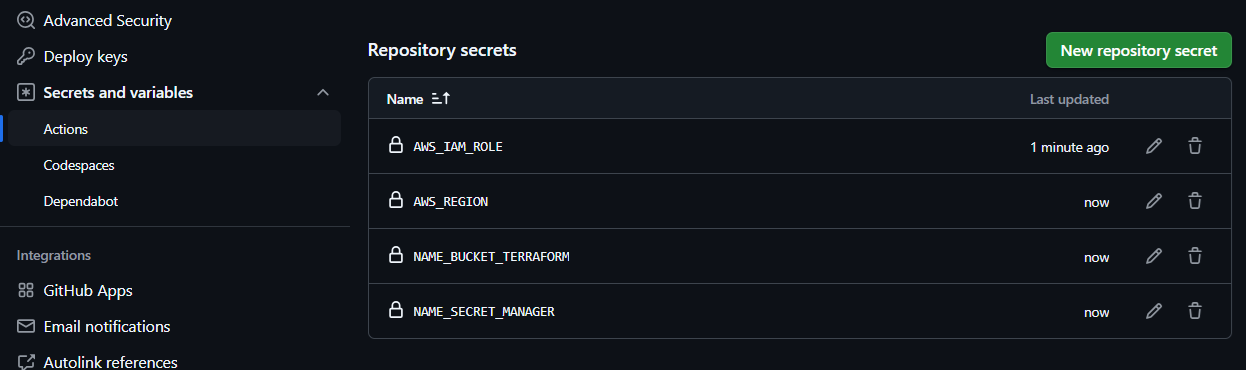 Advanced Security
Deploy keys
Secrets and variables
Actions
Codespaces
Dependabot
Integrations
GitHub Apps
Email notifications
Autolink references
Repository secrets
New repository secret
Name Last updated
AWS_IAM_ROLE 1 minute ago
AWS_REGION now
NAME_BUCKET_TERRAFORM now
NAME_SECRET_MANAGER now